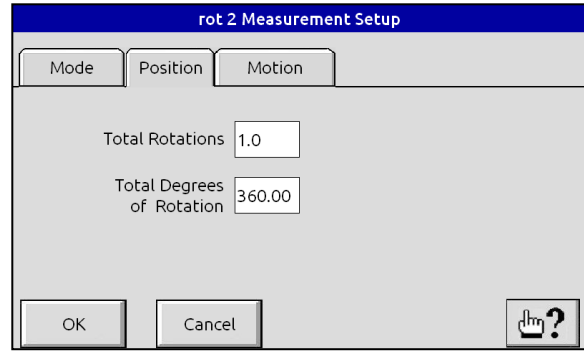 rot 2 Measurement Setup
Mode Position Motion
Total Rotations 1.0
Total Degrees
of Rotation 360.00
OK Cancel ?